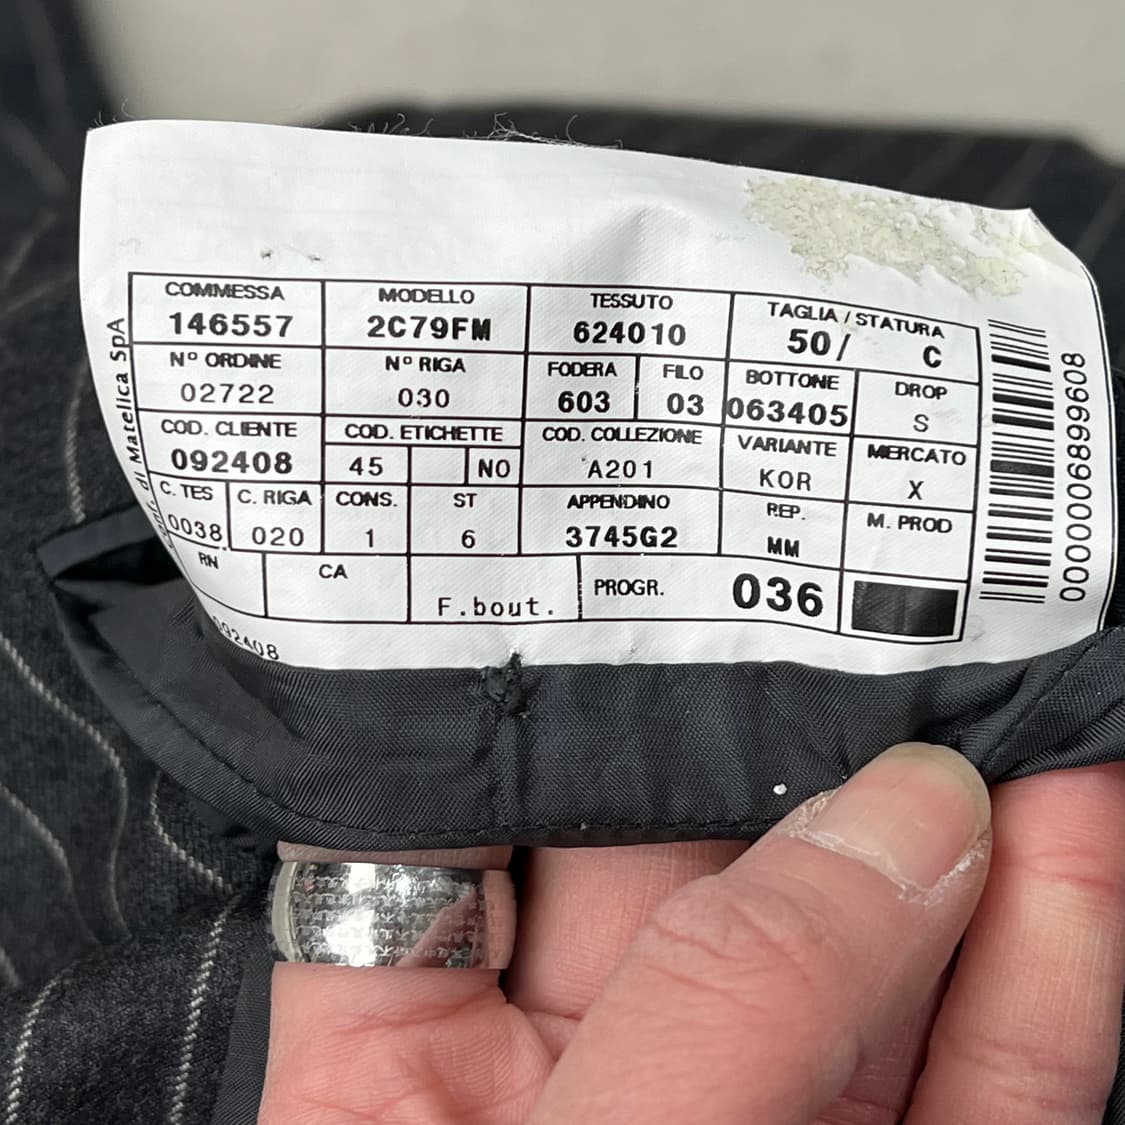 COMMESSA MODELLO TESSUTO TAGLIA / STATURA
146557 2C79FM 624010 50/ C
Nº ORDINE Nº RIGA FODERA FILO BOTTONE DROP
02722 030 603 03 063405 S
COD. CLIENTE COD. ETICHETTE COD. COLLEZIONE VARIANTE MERCATO
092408 45 NO A201 KOR X
C. TES C. RIGA CONS. ST APPENDINO REP. M. PROD
0038 020 1 6 3745G2 MM
RN CA F.bout. PROGR. 036
092408
di Matelica SpA
0000006899608